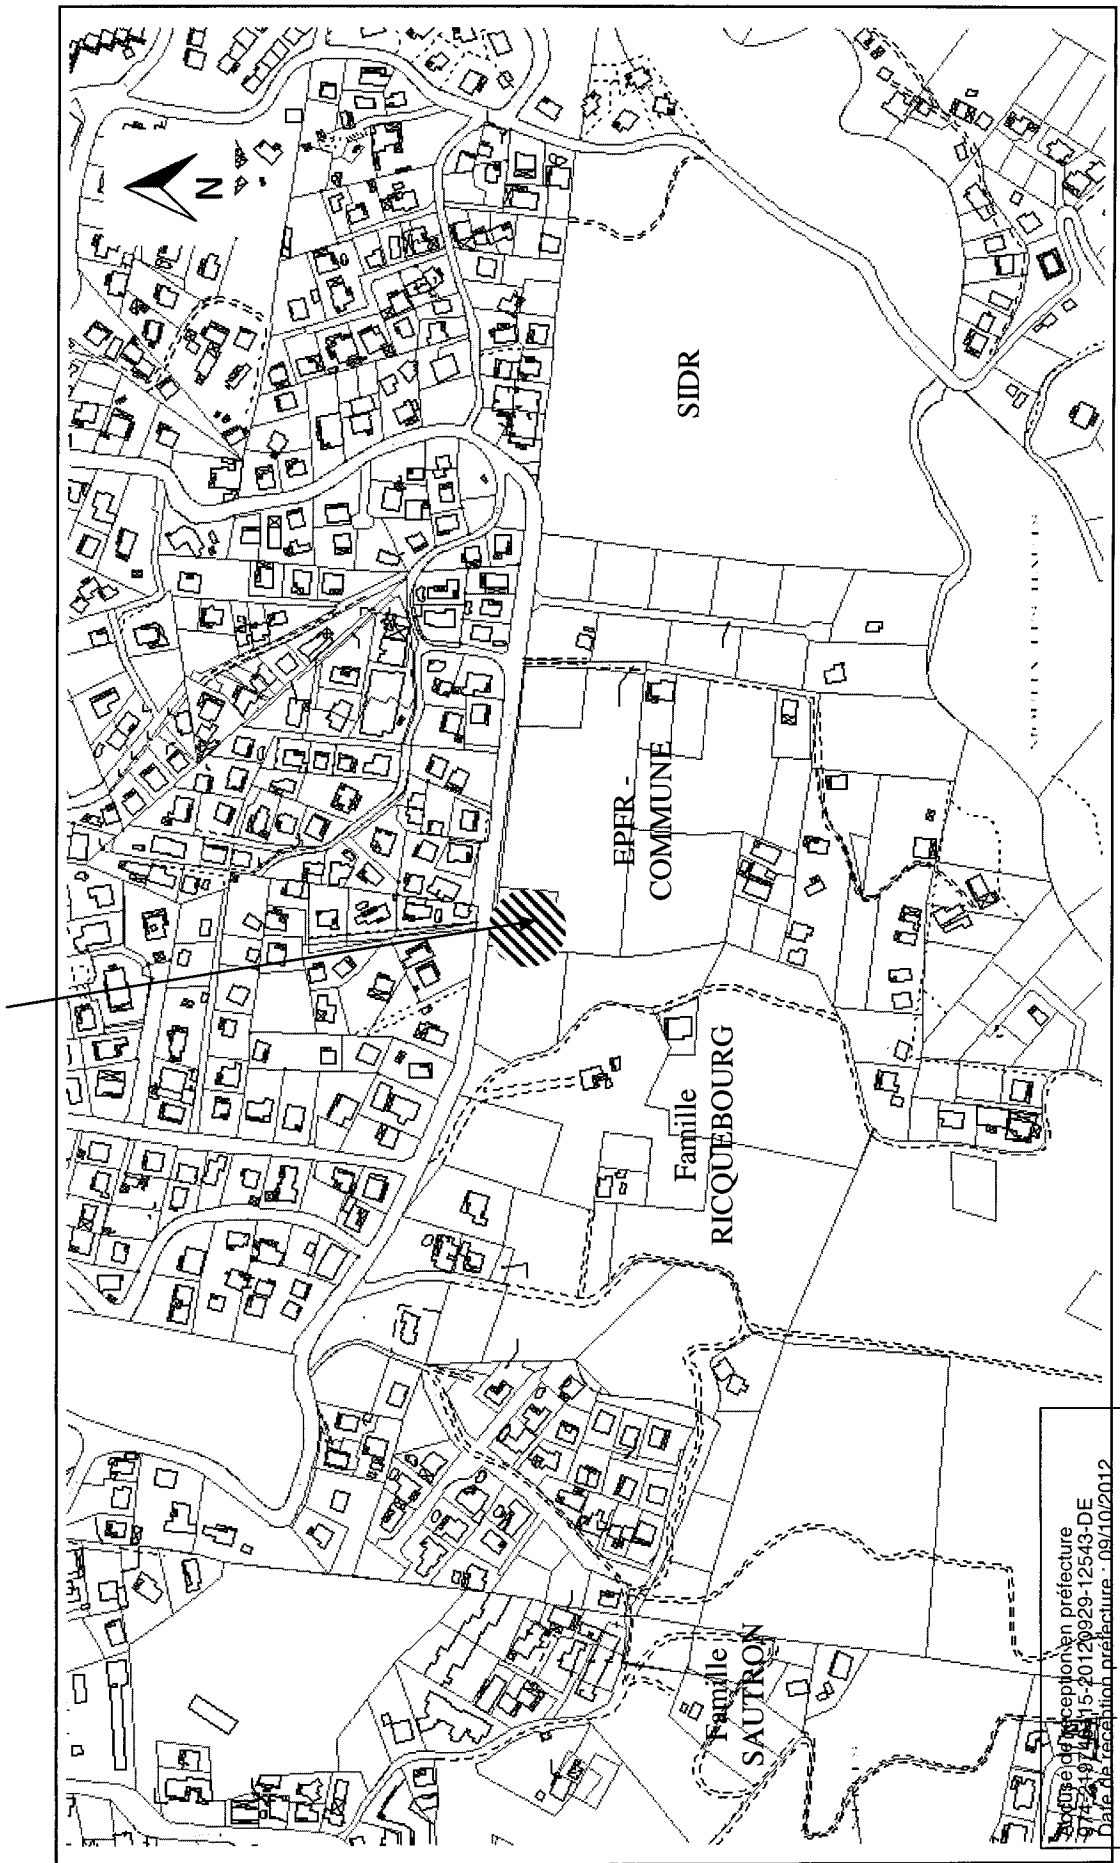 N
SIDR
EPFR -
COMMUNE
Famille
RICQUEBOURG
Famille
SAUTRON
Accusé de réception en préfecture
Date de réception préfecture : 09/10/2012